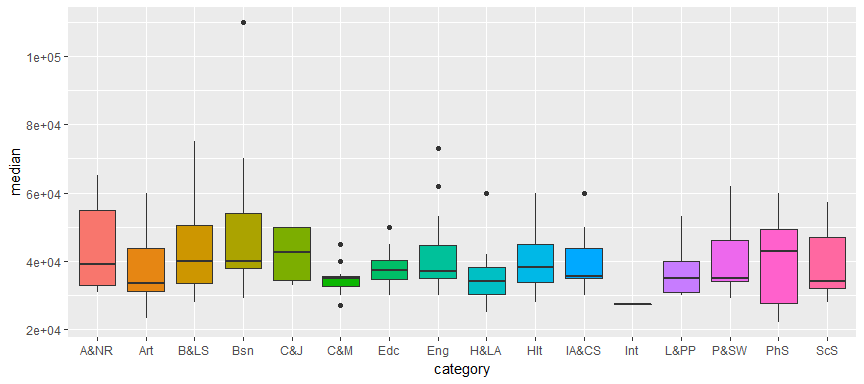 median
1e+05
8e+04
6e+04
4e+04
2e+04
A&NR Art B&LS Bsn C&J C&M Edc Eng H&LA Hlt IA&CS Int L&PP P&SW PhS ScS
category